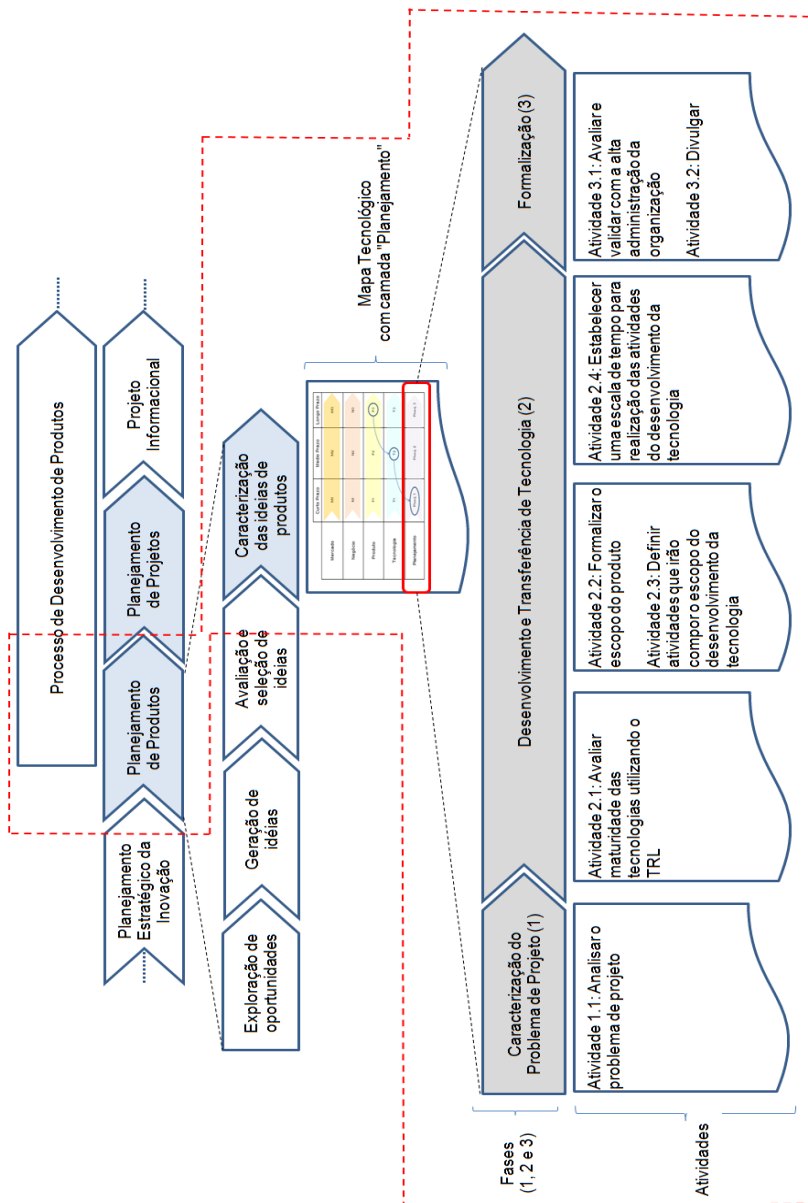 Processo de Desenvolvimento de Produtos
Planejamento
Estratégico da
Inovação
Planejamento
de Produtos
Planejamento
de Projetos
Projeto
Informacional
Exploração de
oportunidades
Geração de
idéias
Avaliação e
seleção de
ideias
Caracterização
das ideias de
produtos
Curto Prazo
Médio Prazo
Longo Prazo
Mercado
Negócio
Produto
Tecnologia
Planejamento
Mapa Tecnológico
com camada "Planejamento"
Fases
(1, 2 e 3)
Caracterização do
Problema de Projeto (1)
Desenvolvimento e Transferência de Tecnologia (2)
Formalização (3)
Atividades
Atividade 1.1: Analisar o
problema de projeto
Atividade 2.1: Avaliar
maturidade das
tecnologias utilizando o
TRL
Atividade 2.2: Formalizar o
escopo do produto
Atividade 2.3: Definir
atividades que irão
compor o escopo do
desenvolvimento da
tecnologia
Atividade 2.4: Estabelecer
uma escala de tempo para
realização das atividades
do desenvolvimento da
tecnologia
Atividade 3.1: Avaliar e
validar com a alta
administração da
organização
Atividade 3.2: Divulgar